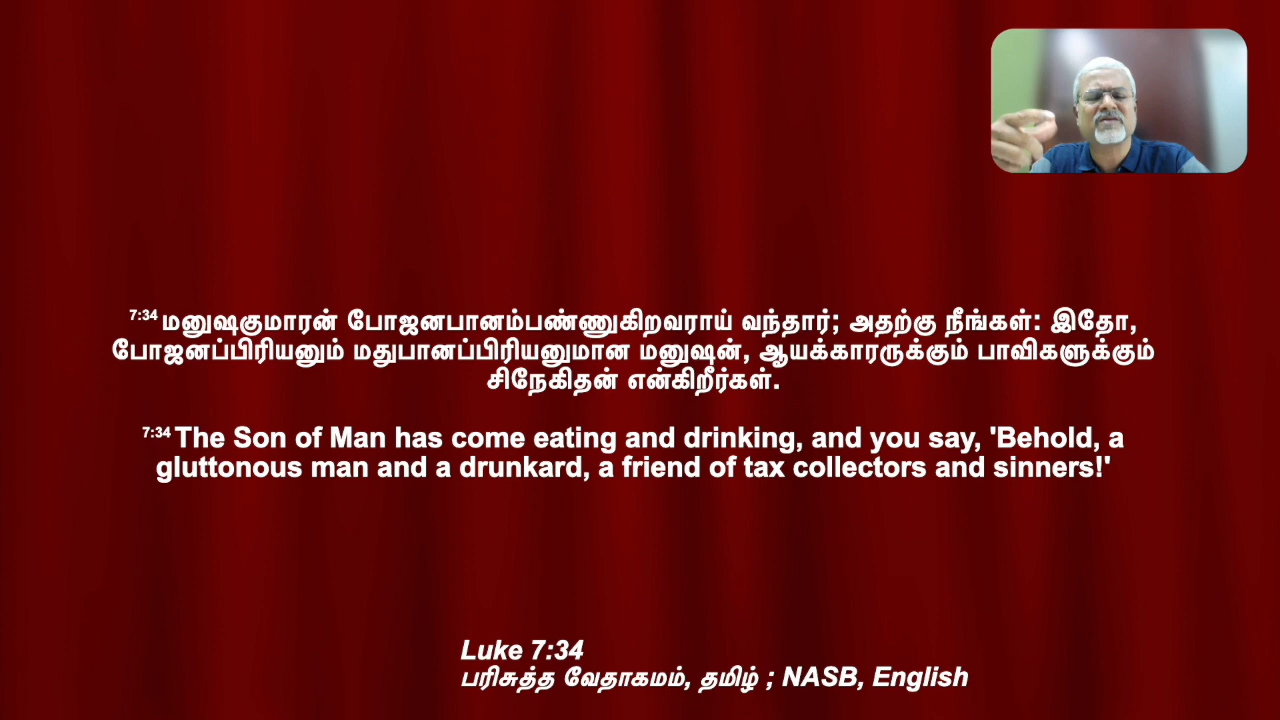 7:34 மனுஷகுமாரன் போஜனபானம்பண்ணுகிறவராய் வந்தார்; அதற்கு நீங்கள்: இதோ,
போஜனப்பிரியனும் மதுபானப்பிரியனுமான மனுஷன், ஆயக்காரருக்கும் பாவிகளுக்கும்
சிநேகிதன் என்கிறீர்கள்.
7:34 The Son of Man has come eating and drinking, and you say, 'Behold, a
gluttonous man and a drunkard, a friend of tax collectors and sinners!'
Luke 7:34
பரிசுத்த வேதாகமம், தமிழ் ; NASB, English